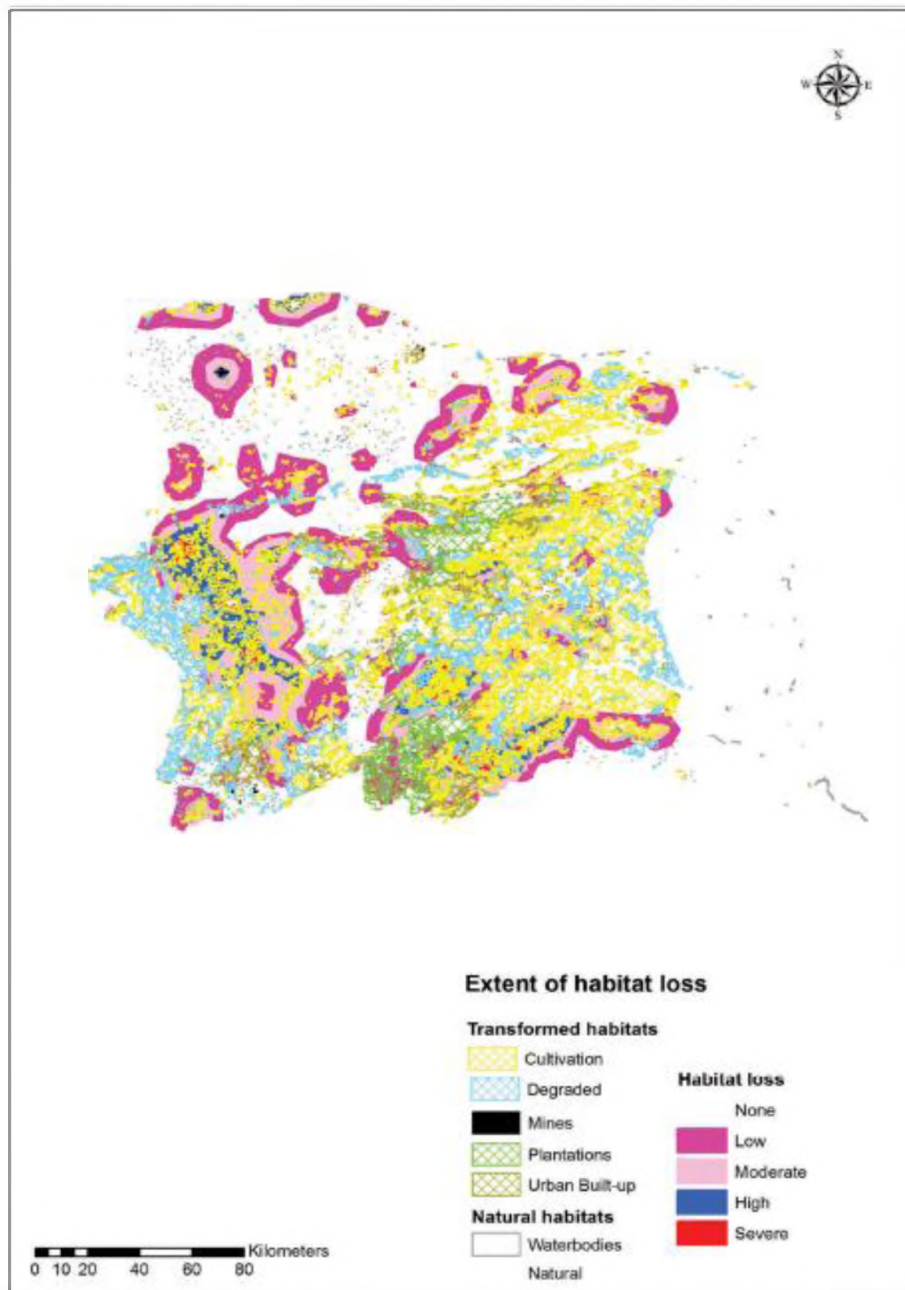 N
W E
S
Extent of habitat loss
Transformed habitats
Cultivation
Degraded
Mines
Plantations
Urban Built-up
Natural habitats
Waterbodies
Natural
Habitat loss
None
Low
Moderate
High
Severe
Kilometers
0 10 20 40 60 80